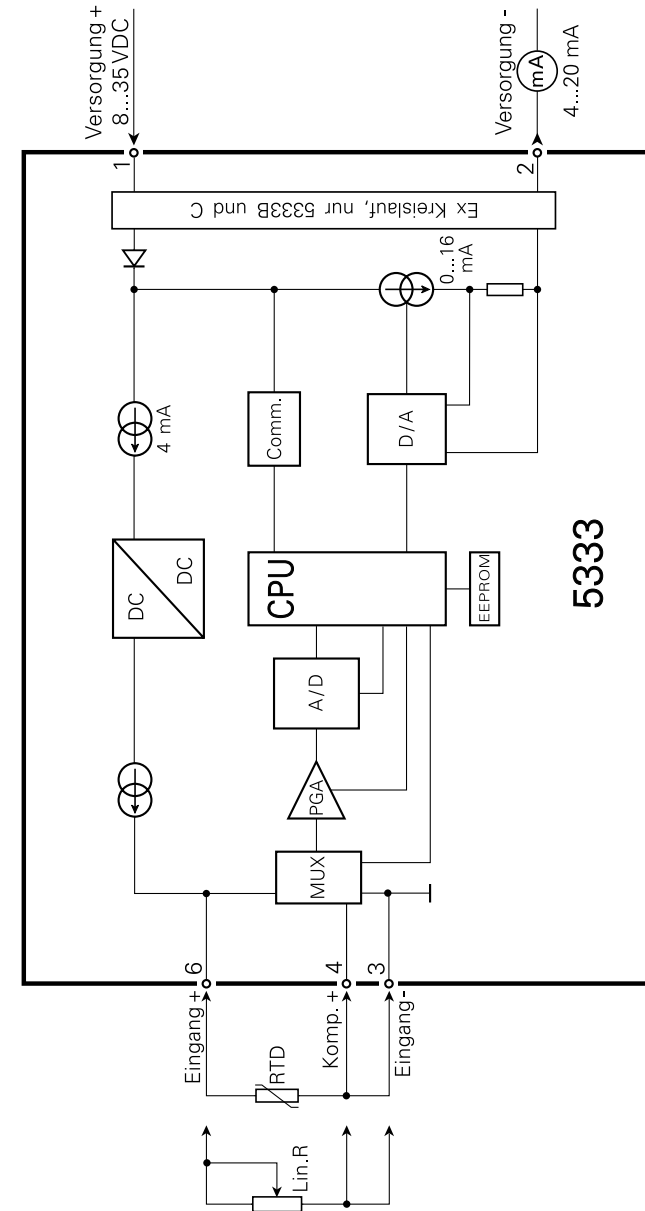 Versorgung +
8...35 VDC
Versorgung -
mA
4...20 mA
1
2
Ex Kreislauf, nur 5333B und C
0...16
mA
4 mA
Comm.
D/A
DC
DC
CPU
EEPROM
5333
A/D
PGA
MUX
6
4
3
Eingang +
Komp. +
Eingang-
RTD
Lin.R